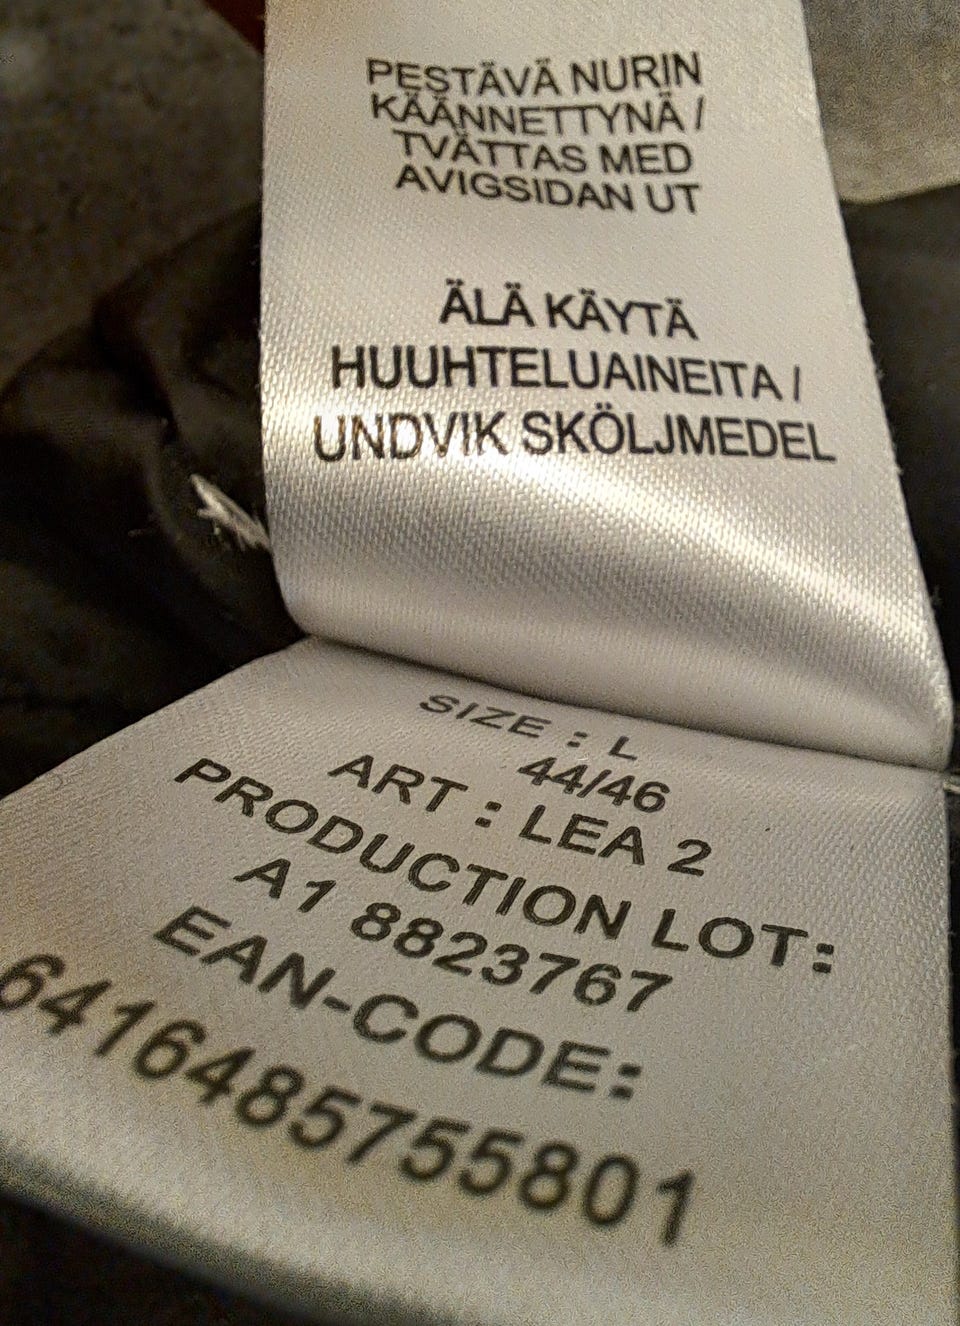 PESTÄVÄ NURIN
KÄÄNNETTYNÄ /
TVÄTTAS MED
AVIGSIDAN UT
ÄLÄ KÄYTÄ
HUUHTELUAINEITA /
UNDVIK SKÖLJMEDEL
SIZE : L
44/46
ART : LEA 2
PRODUCTION LOT:
A1 8823767
EAN-CODE:
6416485755801